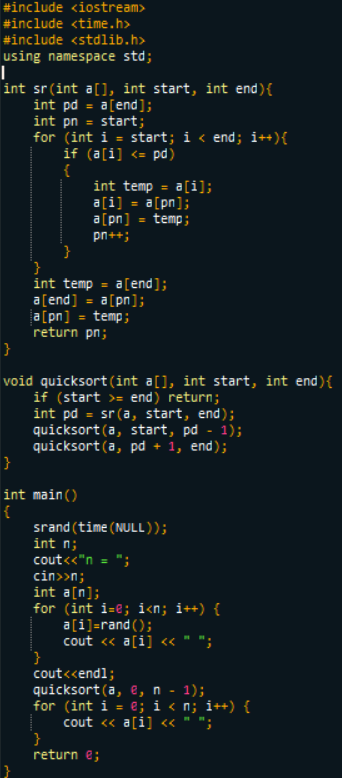 #include <iostream>
#include <time.h>
#include <stdlib.h>
using namespace std;
int sr(int a[], int start, int end){
    int pd = a[end];
    int pn = start;
    for (int i = start; i < end; i++){
        if (a[i] <= pd)
        {
            int temp = a[i];
            a[i] = a[pn];
            a[pn] = temp;
            pn++;
        }
    }
    int temp = a[end];
    a[end] = a[pn];
    a[pn] = temp;
    return pn;
}
void quicksort(int a[], int start, int end){
    if (start >= end) return;
    int pd = sr(a, start, end);
    quicksort(a, start, pd - 1);
    quicksort(a, pd + 1, end);
}
int main()
{
    srand(time(NULL));
    int n;
    cout<<"n = ";
    cin>>n;
    int a[n];
    for (int i=0; i<n; i++) {
        a[i]=rand();
        cout << a[i] << " ";
    }
    cout<<endl;
    quicksort(a, 0, n - 1);
    for (int i = 0; i < n; i++) {
        cout << a[i] << " ";
    }
    return 0;
}